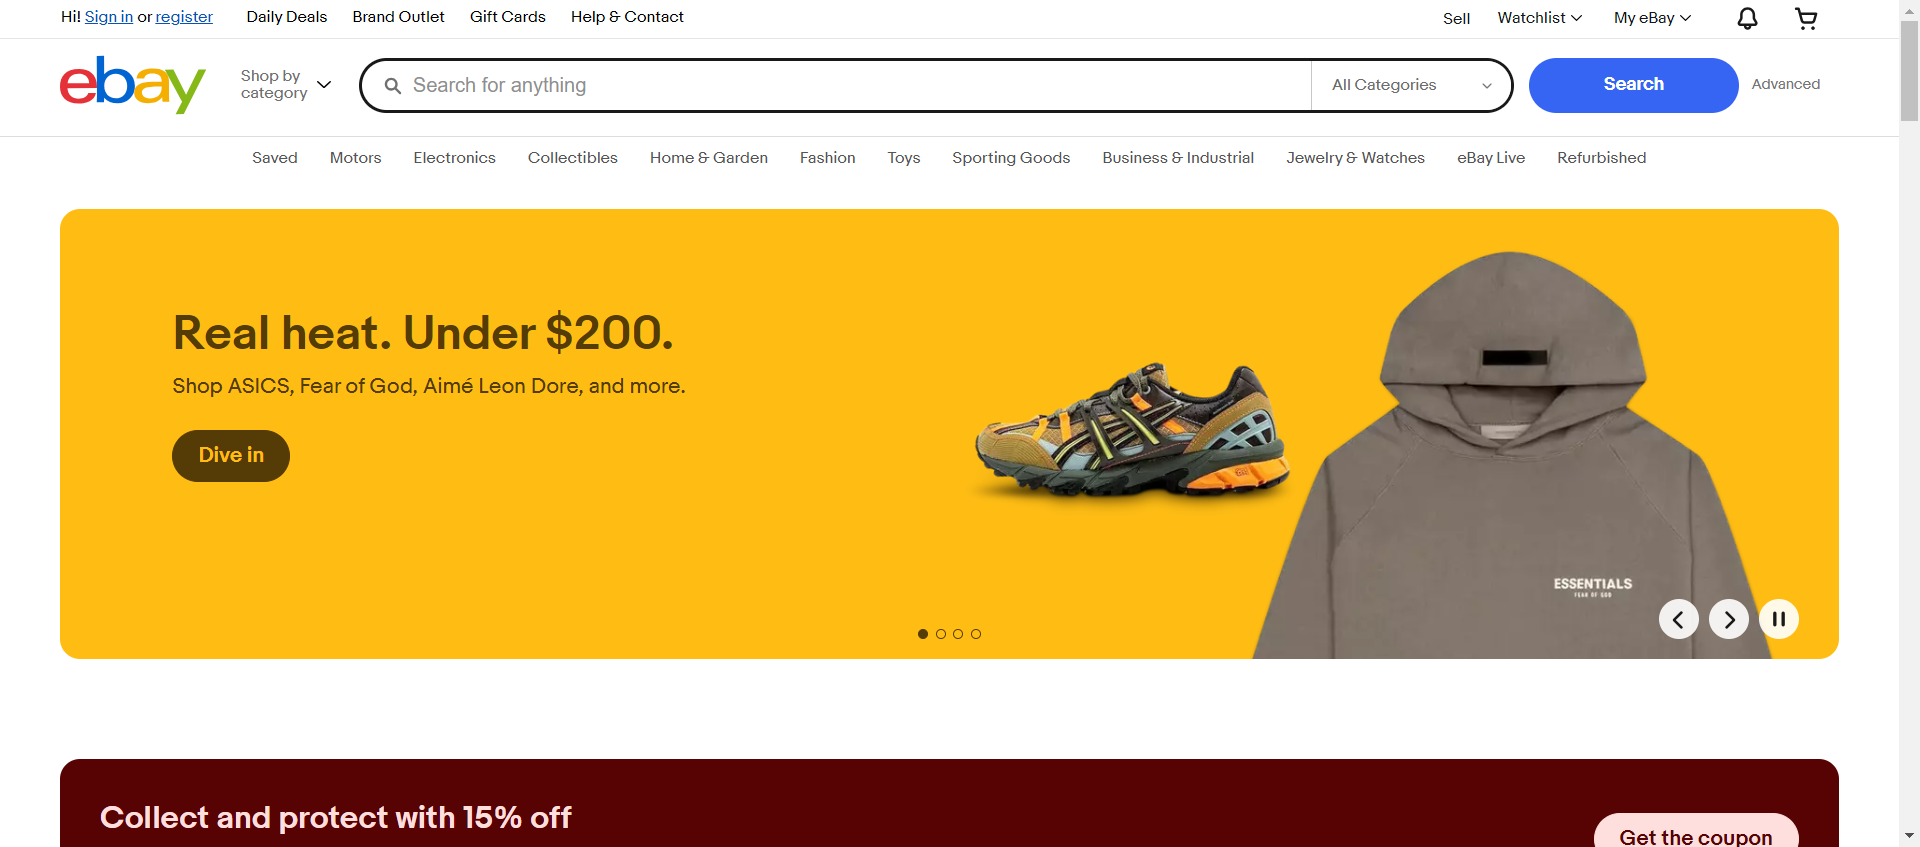 Hi! Sign in or register
Daily Deals
Brand Outlet
Gift Cards
Help & Contact
Sell
Watchlist
My eBay
ebay
Shop by
category
Search for anything
All Categories
Search
Advanced
Saved
Motors
Electronics
Collectibles
Home & Garden
Fashion
Toys
Sporting Goods
Business & Industrial
Jewelry & Watches
eBay Live
Refurbished
Real heat. Under $200.
Shop ASICS, Fear of God, Aimé Leon Dore, and more.
Dive in
ESSENTIALS
FEAR OF GOD
Collect and protect with 15% off
Get the coupon